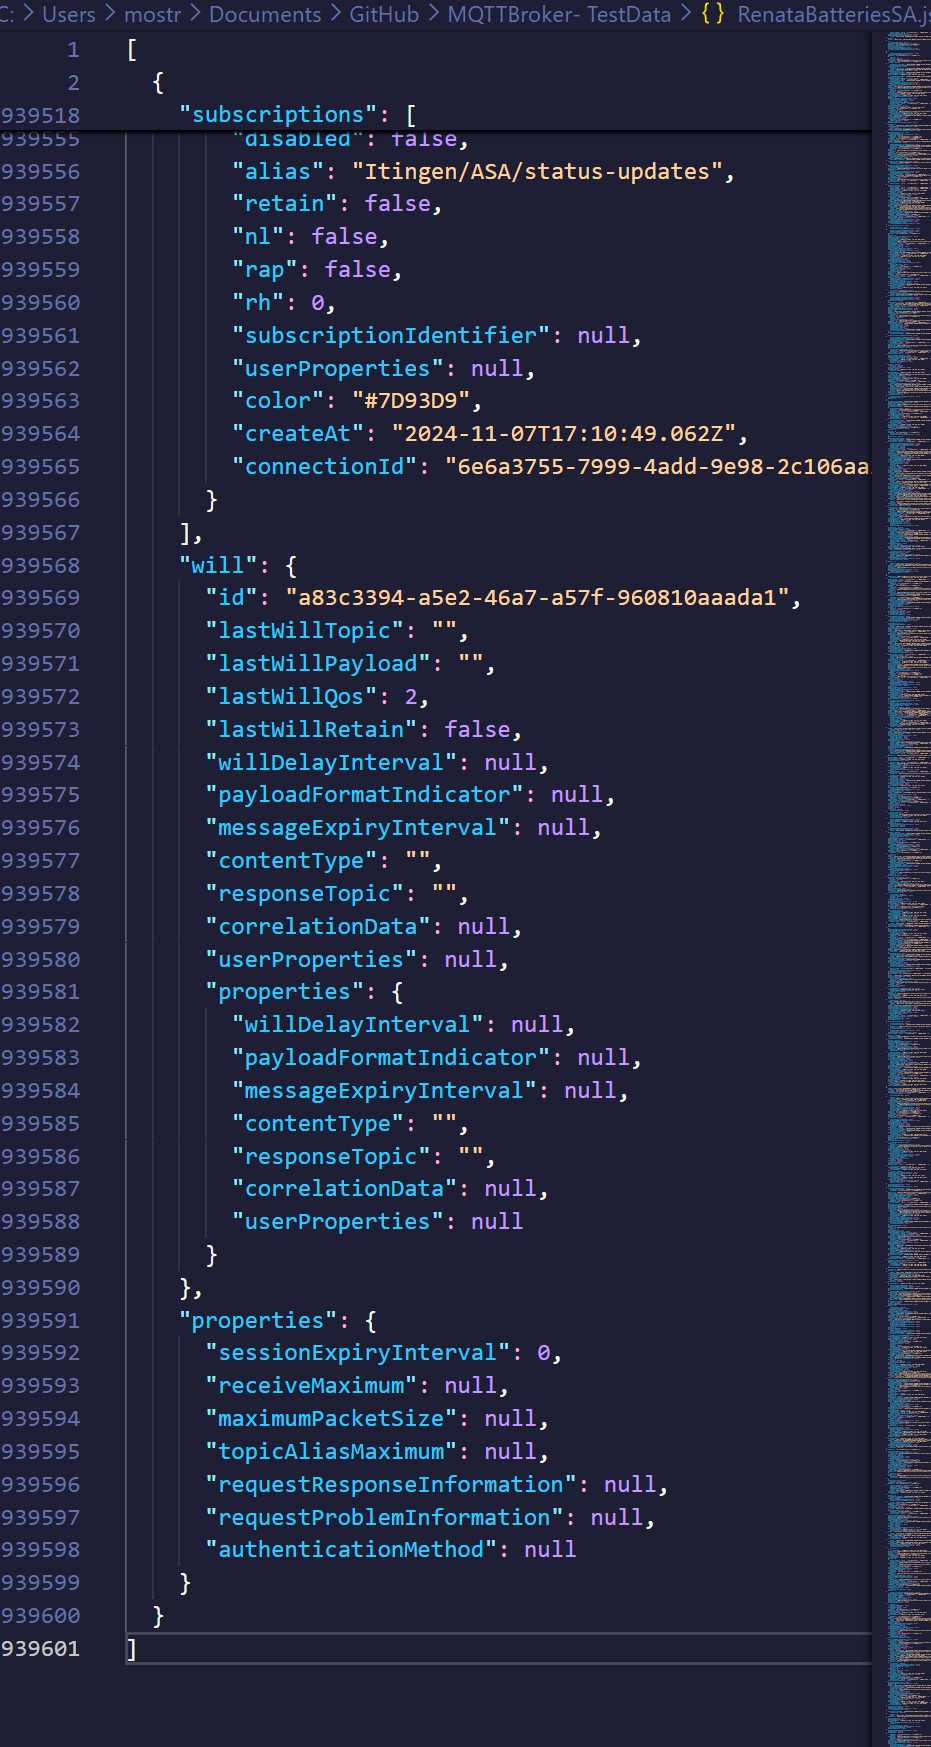 C: > Users > mostr > Documents > GitHub > MQTTBroker- TestData > {} RenataBatteriesSA.js
1 [
2 {
939518 "subscriptions": [
939555 "disabled": false,
939556 "alias": "Itingen/ASA/status-updates",
939557 "retain": false,
939558 "nl": false,
939559 "rap": false,
939560 "rh": 0,
939561 "subscriptionIdentifier": null,
939562 "userProperties": null,
939563 "color": "#7D93D9",
939564 "createAt": "2024-11-07T17:10:49.062Z",
939565 "connectionId": "6e6a3755-7999-4add-9e98-2c106aa
939566 }
939567 ],
939568 "will": {
939569 "id": "a83c3394-a5e2-46a7-a57f-960810aaada1",
939570 "lastWillTopic": "",
939571 "lastWillPayload": "",
939572 "lastWillQos": 2,
939573 "lastWillRetain": false,
939574 "willDelayInterval": null,
939575 "payloadFormatIndicator": null,
939576 "messageExpiryInterval": null,
939577 "contentType": "",
939578 "responseTopic": "",
939579 "correlationData": null,
939580 "userProperties": null,
939581 "properties": {
939582 "willDelayInterval": null,
939583 "payloadFormatIndicator": null,
939584 "messageExpiryInterval": null,
939585 "contentType": "",
939586 "responseTopic": "",
939587 "correlationData": null,
939588 "userProperties": null
939589 }
939590 },
939591 "properties": {
939592 "sessionExpiryInterval": 0,
939593 "receiveMaximum": null,
939594 "maximumPacketSize": null,
939595 "topicAliasMaximum": null,
939596 "requestResponseInformation": null,
939597 "requestProblemInformation": null,
939598 "authenticationMethod": null
939599 }
939600 }
939601 ]